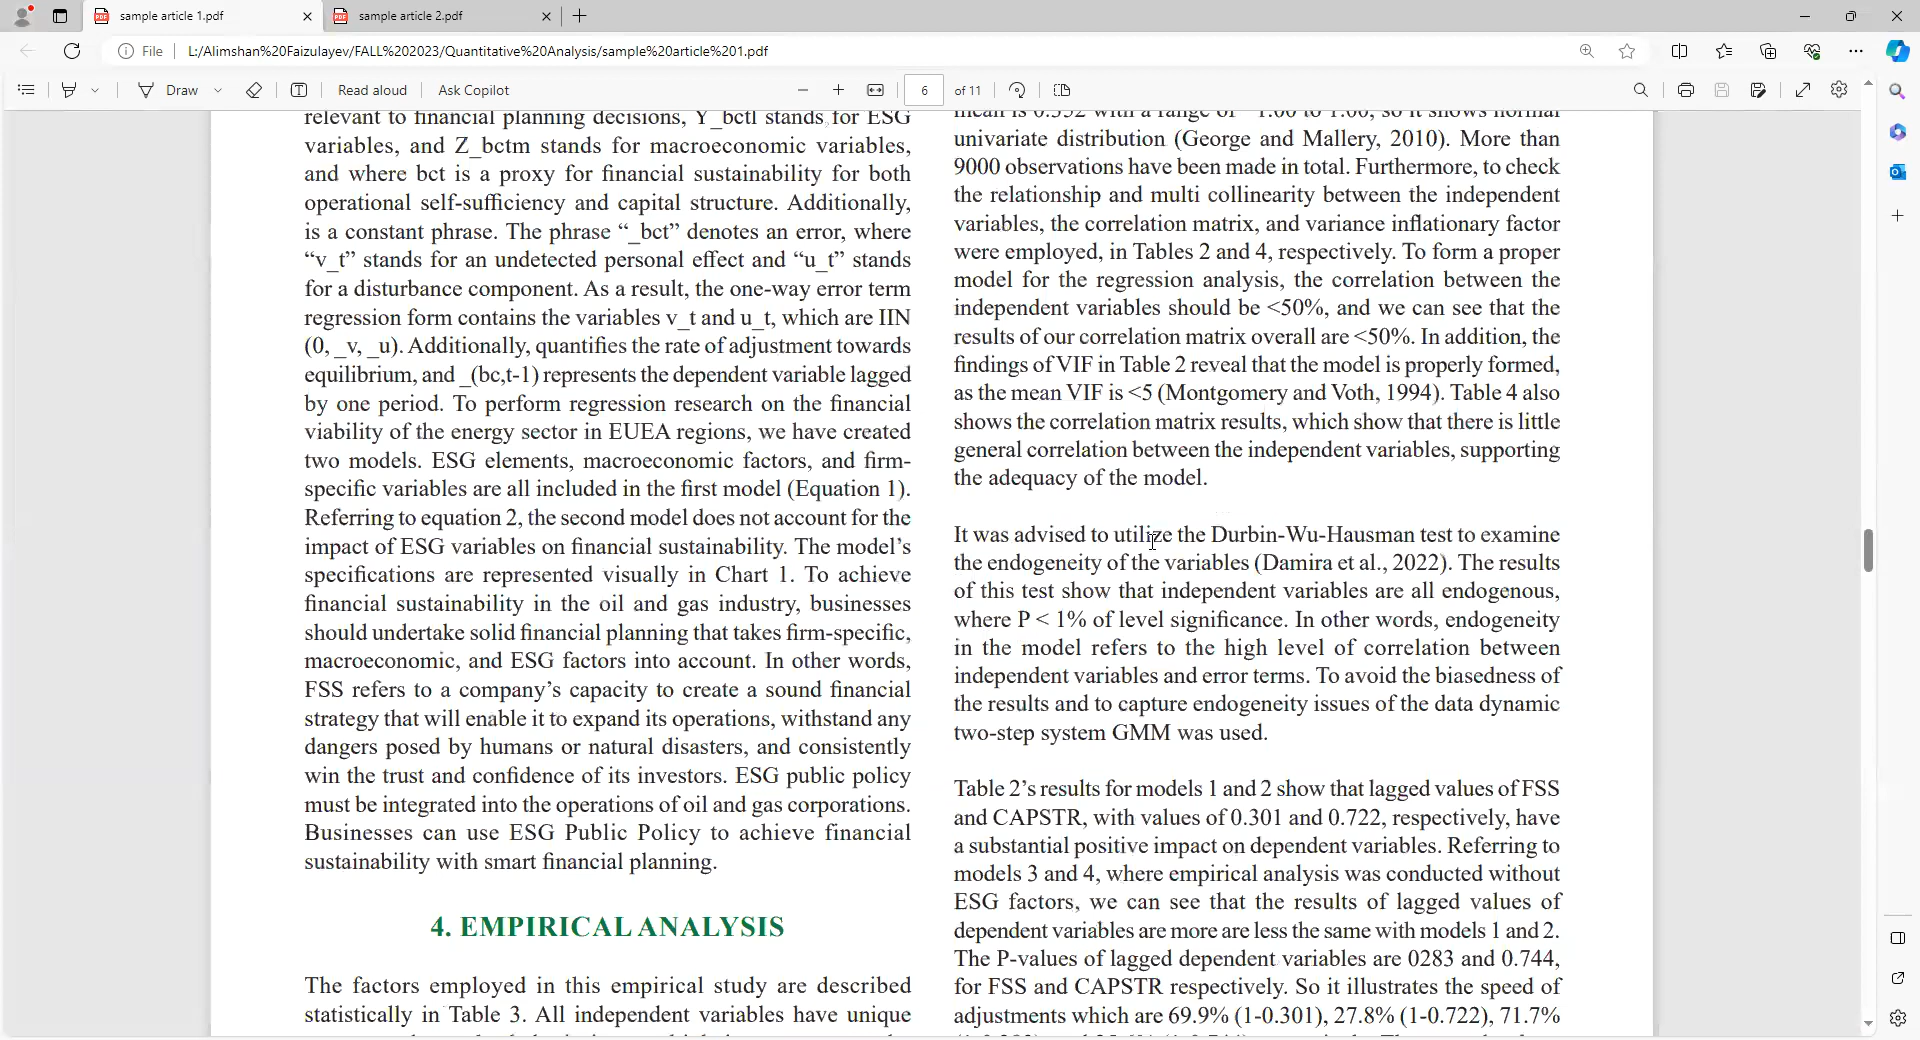 sample article 1.pdf
sample article 2.pdf
File
L:/Alimshan%20Faizulayev/FALL%202023/Quantitative%20Analysis/sample%20article%201.pdf
Draw
Read aloud
Ask Copilot
6
of 11
relevant to financial planning decisions, Y_bctl stands for ESG
variables, and Z_bctm stands for macroeconomic variables,
and where bct is a proxy for financial sustainability for both
operational self-sufficiency and capital structure. Additionally,
is a constant phrase. The phrase “_bct” denotes an error, where
“v_t” stands for an undetected personal effect and “u_t” stands
for a disturbance component. As a result, the one-way error term
regression form contains the variables v_t and u_t, which are IIN
(0, _v, _u). Additionally, quantifies the rate of adjustment towards
equilibrium, and _(bc,t-1) represents the dependent variable lagged
by one period. To perform regression research on the financial
viability of the energy sector in EUEA regions, we have created
two models. ESG elements, macroeconomic factors, and firm-
specific variables are all included in the first model (Equation 1).
Referring to equation 2, the second model does not account for the
impact of ESG variables on financial sustainability. The model’s
specifications are represented visually in Chart 1. To achieve
financial sustainability in the oil and gas industry, businesses
should undertake solid financial planning that takes firm-specific,
macroeconomic, and ESG factors into account. In other words,
FSS refers to a company’s capacity to create a sound financial
strategy that will enable it to expand its operations, withstand any
dangers posed by humans or natural disasters, and consistently
win the trust and confidence of its investors. ESG public policy
must be integrated into the operations of oil and gas corporations.
Businesses can use ESG Public Policy to achieve financial
sustainability with smart financial planning.
4. EMPIRICAL ANALYSIS
The factors employed in this empirical study are described
statistically in Table 3. All independent variables have unique
mean is 0.352 with a range of −1.00 to 1.00, so it shows normal
univariate distribution (George and Mallery, 2010). More than
9000 observations have been made in total. Furthermore, to check
the relationship and multi collinearity between the independent
variables, the correlation matrix, and variance inflationary factor
were employed, in Tables 2 and 4, respectively. To form a proper
model for the regression analysis, the correlation between the
independent variables should be <50%, and we can see that the
results of our correlation matrix overall are <50%. In addition, the
findings of VIF in Table 2 reveal that the model is properly formed,
as the mean VIF is <5 (Montgomery and Voth, 1994). Table 4 also
shows the correlation matrix results, which show that there is little
general correlation between the independent variables, supporting
the adequacy of the model.
It was advised to utilize the Durbin-Wu-Hausman test to examine
the endogeneity of the variables (Damira et al., 2022). The results
of this test show that independent variables are all endogenous,
where P < 1% of level significance. In other words, endogeneity
in the model refers to the high level of correlation between
independent variables and error terms. To avoid the biasedness of
the results and to capture endogeneity issues of the data dynamic
two-step system GMM was used.
Table 2’s results for models 1 and 2 show that lagged values of FSS
and CAPSTR, with values of 0.301 and 0.722, respectively, have
a substantial positive impact on dependent variables. Referring to
models 3 and 4, where empirical analysis was conducted without
ESG factors, we can see that the results of lagged values of
dependent variables are more are less the same with models 1 and 2.
The P-values of lagged dependent variables are 0283 and 0.744,
for FSS and CAPSTR respectively. So it illustrates the speed of
adjustments which are 69.9% (1-0.301), 27.8% (1-0.722), 71.7%